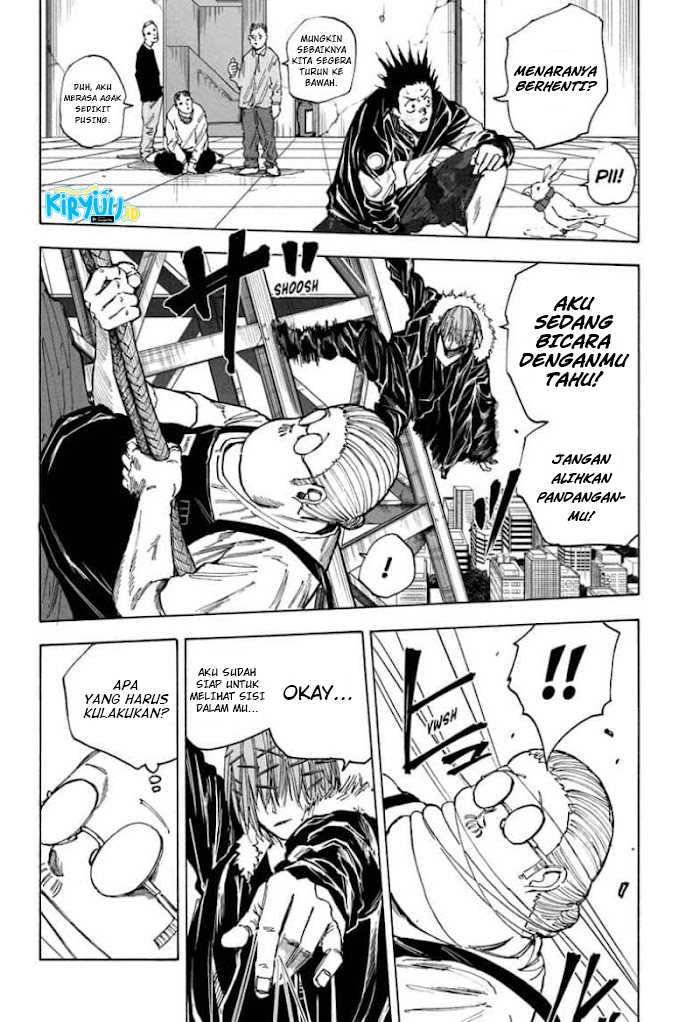 MENARANYA
BERHENTI?
MUNGKIN
SEBAIKNYA
KITA SEGERA
TURUN KE
BAWAH.
DUH, AKU
MERASA AGAK
SEDIKIT
PUSING.
PII!
KIRYUU.ID
SHOOSH
AKU
SEDANG
BICARA
DENGANMU
TAHU!
JANGAN
ALIHKAN
PANDANGAN-
MU!
!
!!
VWSH
OKAY...
AKU SUDAH
SIAP UNTUK
MELIHAT SISI
DALAM MU...
APA
YANG HARUS
KULAKUKAN?